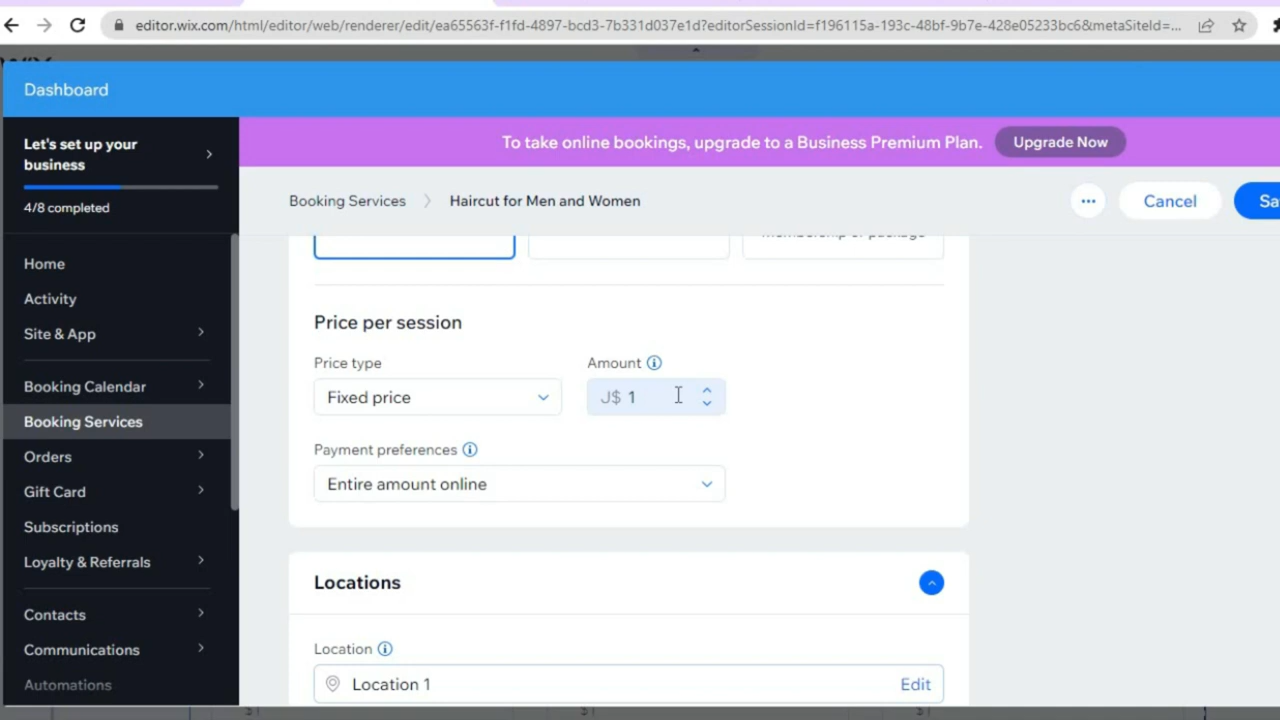 editor.wix.com/html/editor/web/renderer/edit/ea65563f-f1fd-4897-bcd3-7b331d037e1d?editorSessionId=f196115a-193c-48bf-9b7e-428e05233bc6&metaSiteId=...
Dashboard
Let's set up your
business
4/8 completed
Home
Activity
Site & App
Booking Calendar
Booking Services
Orders
Gift Card
Subscriptions
Loyalty & Referrals
Contacts
Communications
Automations
To take online bookings, upgrade to a Business Premium Plan.
Upgrade Now
Booking Services
Haircut for Men and Women
...
Cancel
Sa
Price per session
Price type
Amount
Fixed price
J$ 1
Payment preferences
Entire amount online
Locations
Location
Location 1
Edit